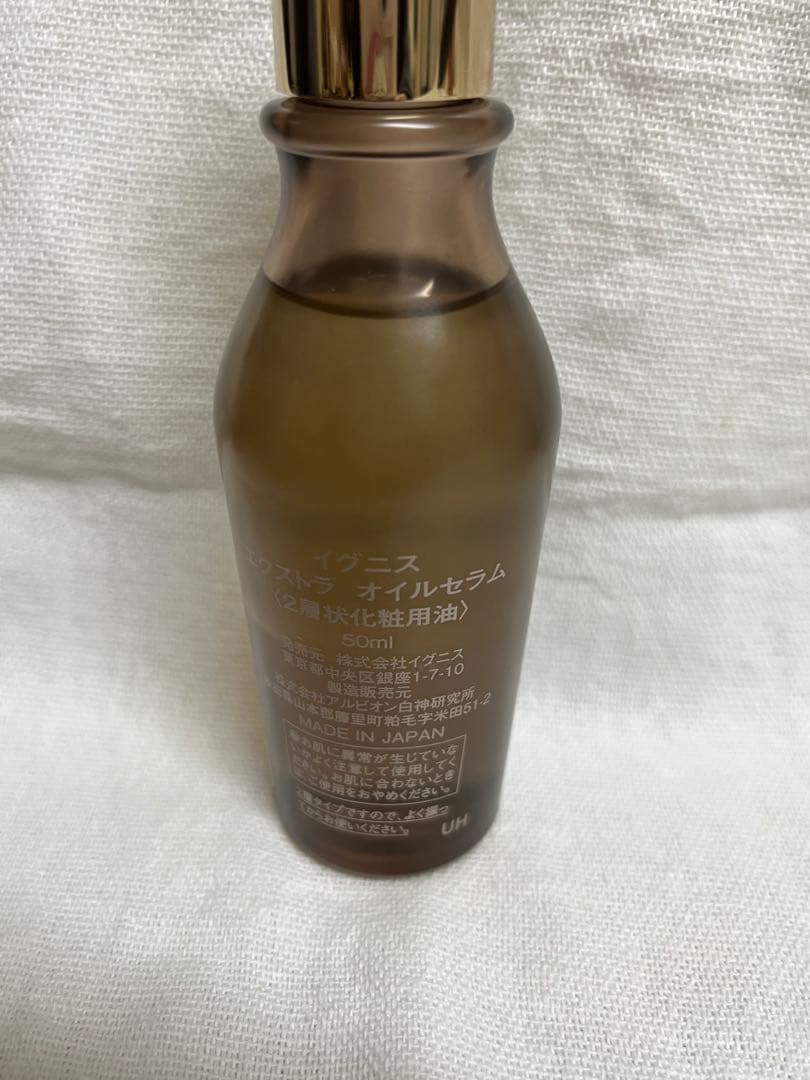 イグニス
エクストラ　オイルセラム
〈2層状化粧用油〉
50ml
発売元 株式会社イグニス
東京都中央区銀座1-7-10
製造販売元
株式会社アルビオン白神研究所
山本郡藤里町粕毛字米田51-2
MADE IN JAPAN
●お肌に異常が生じていな
いかよく注意して使用してく
ださい。お肌に合わないとき
は、ご使用をおやめください。
2層タイプですので、よく振っ
てからお使いください。
UH